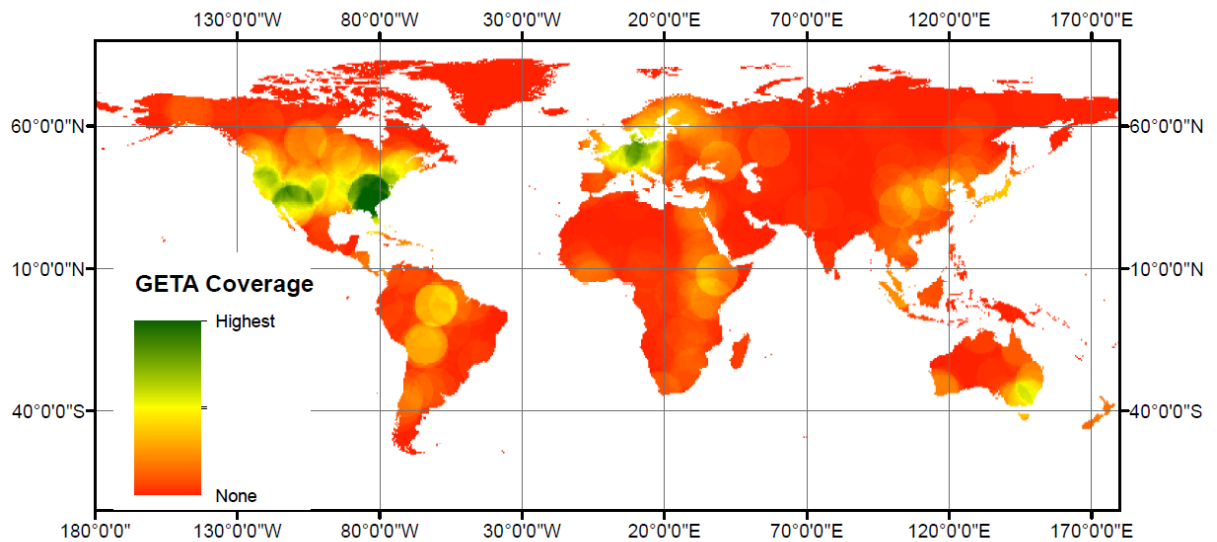 130°0'0"W 80°0'0"W 30°0'0"W 20°0'0"E 70°0'0"E 120°0'0"E 170°0'0"E
60°0'0"N 60°0'0"N
10°0'0"N 10°0'0"N
GETA Coverage
Highest
40°0'0"S 40°0'0"S
None
180°0'0" 130°0'0"W 80°0'0"W 30°0'0"W 20°0'0"E 70°0'0"E 120°0'0"E 170°0'0"E